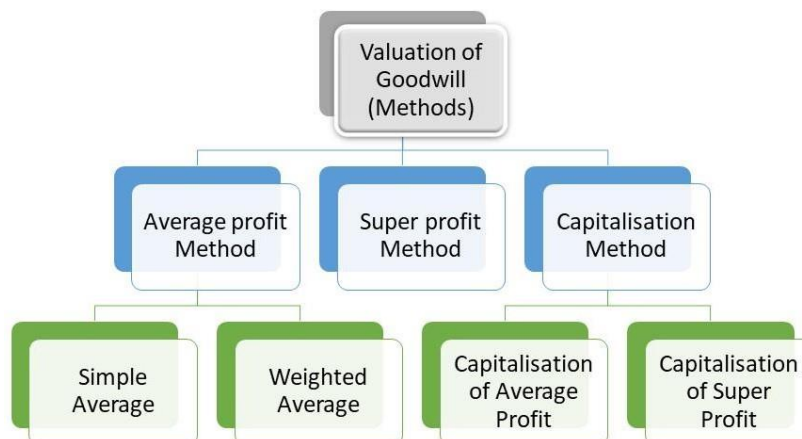 Valuation of
Goodwill
(Methods)
Average profit
Method
Super profit
Method
Capitalisation
Method
Simple
Average
Weighted
Average
Capitalisation
of Average
Profit
Capitalisation
of Super
Profit